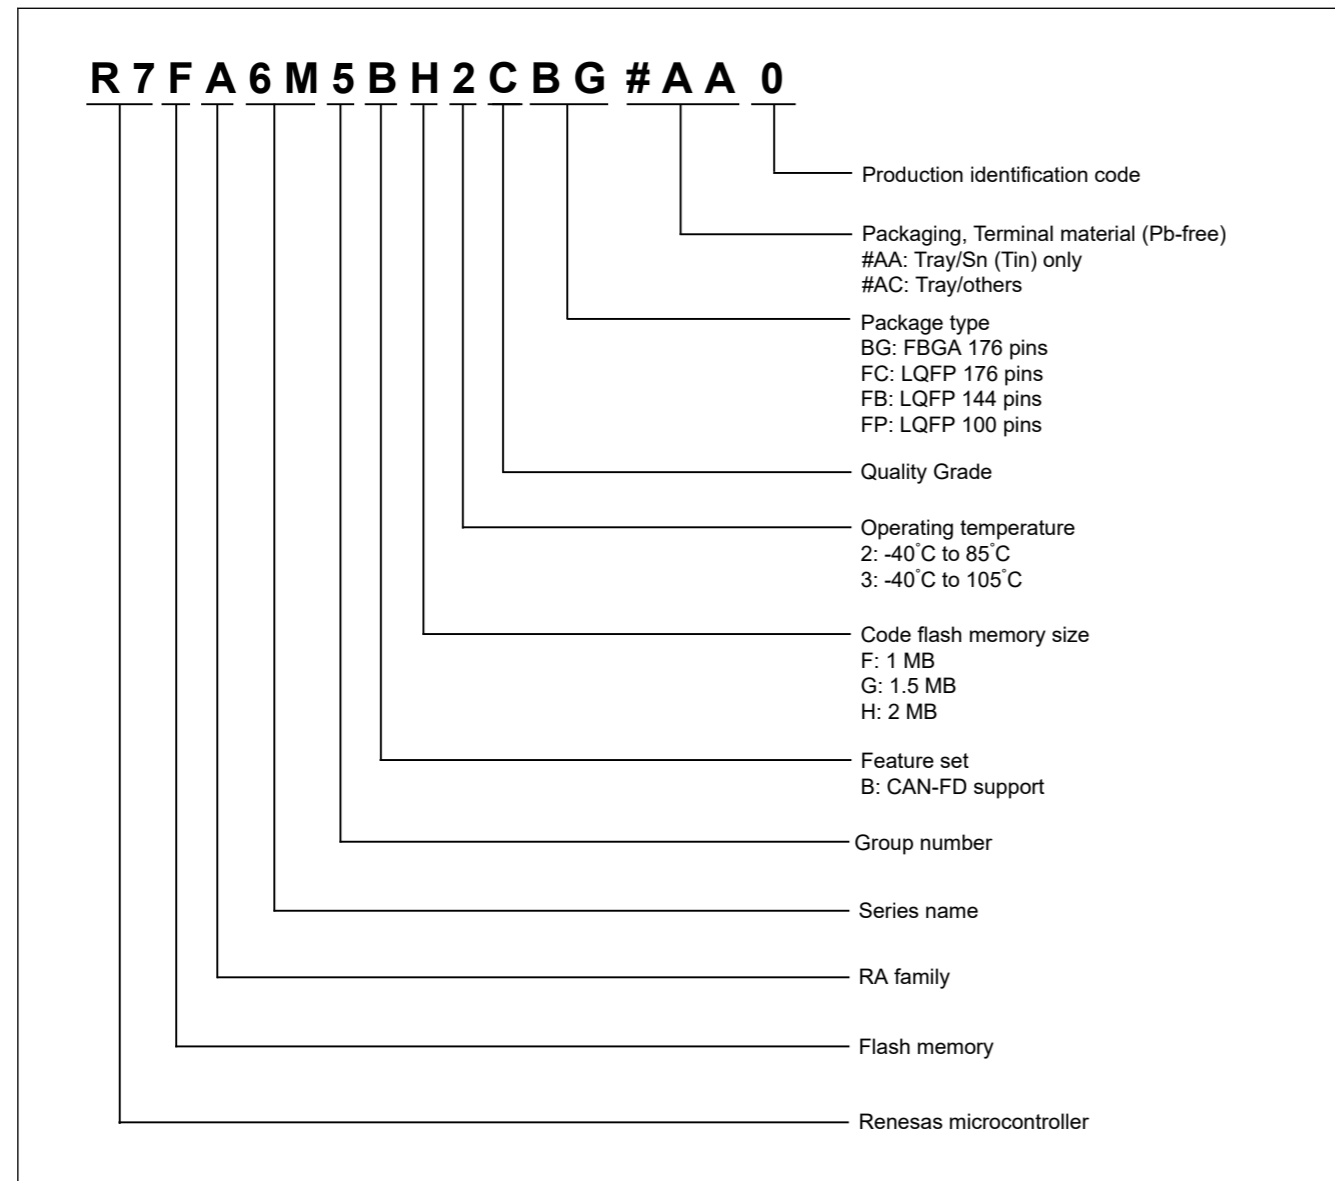 R7FA6M5BH2CBG #AA0
Production identification code
Packaging, Terminal material (Pb-free)
#AA: Tray/Sn (Tin) only
#AC: Tray/others
Package type
BG: FBGA 176 pins
FC: LQFP 176 pins
FB: LQFP 144 pins
FP: LQFP 100 pins
Quality Grade
Operating temperature
2: -40°C to 85°C
3: -40°C to 105°C
Code flash memory size
F: 1 MB
G: 1.5 MB
H: 2 MB
Feature set
B: CAN-FD support
Group number
Series name
RA family
Flash memory
Renesas microcontroller